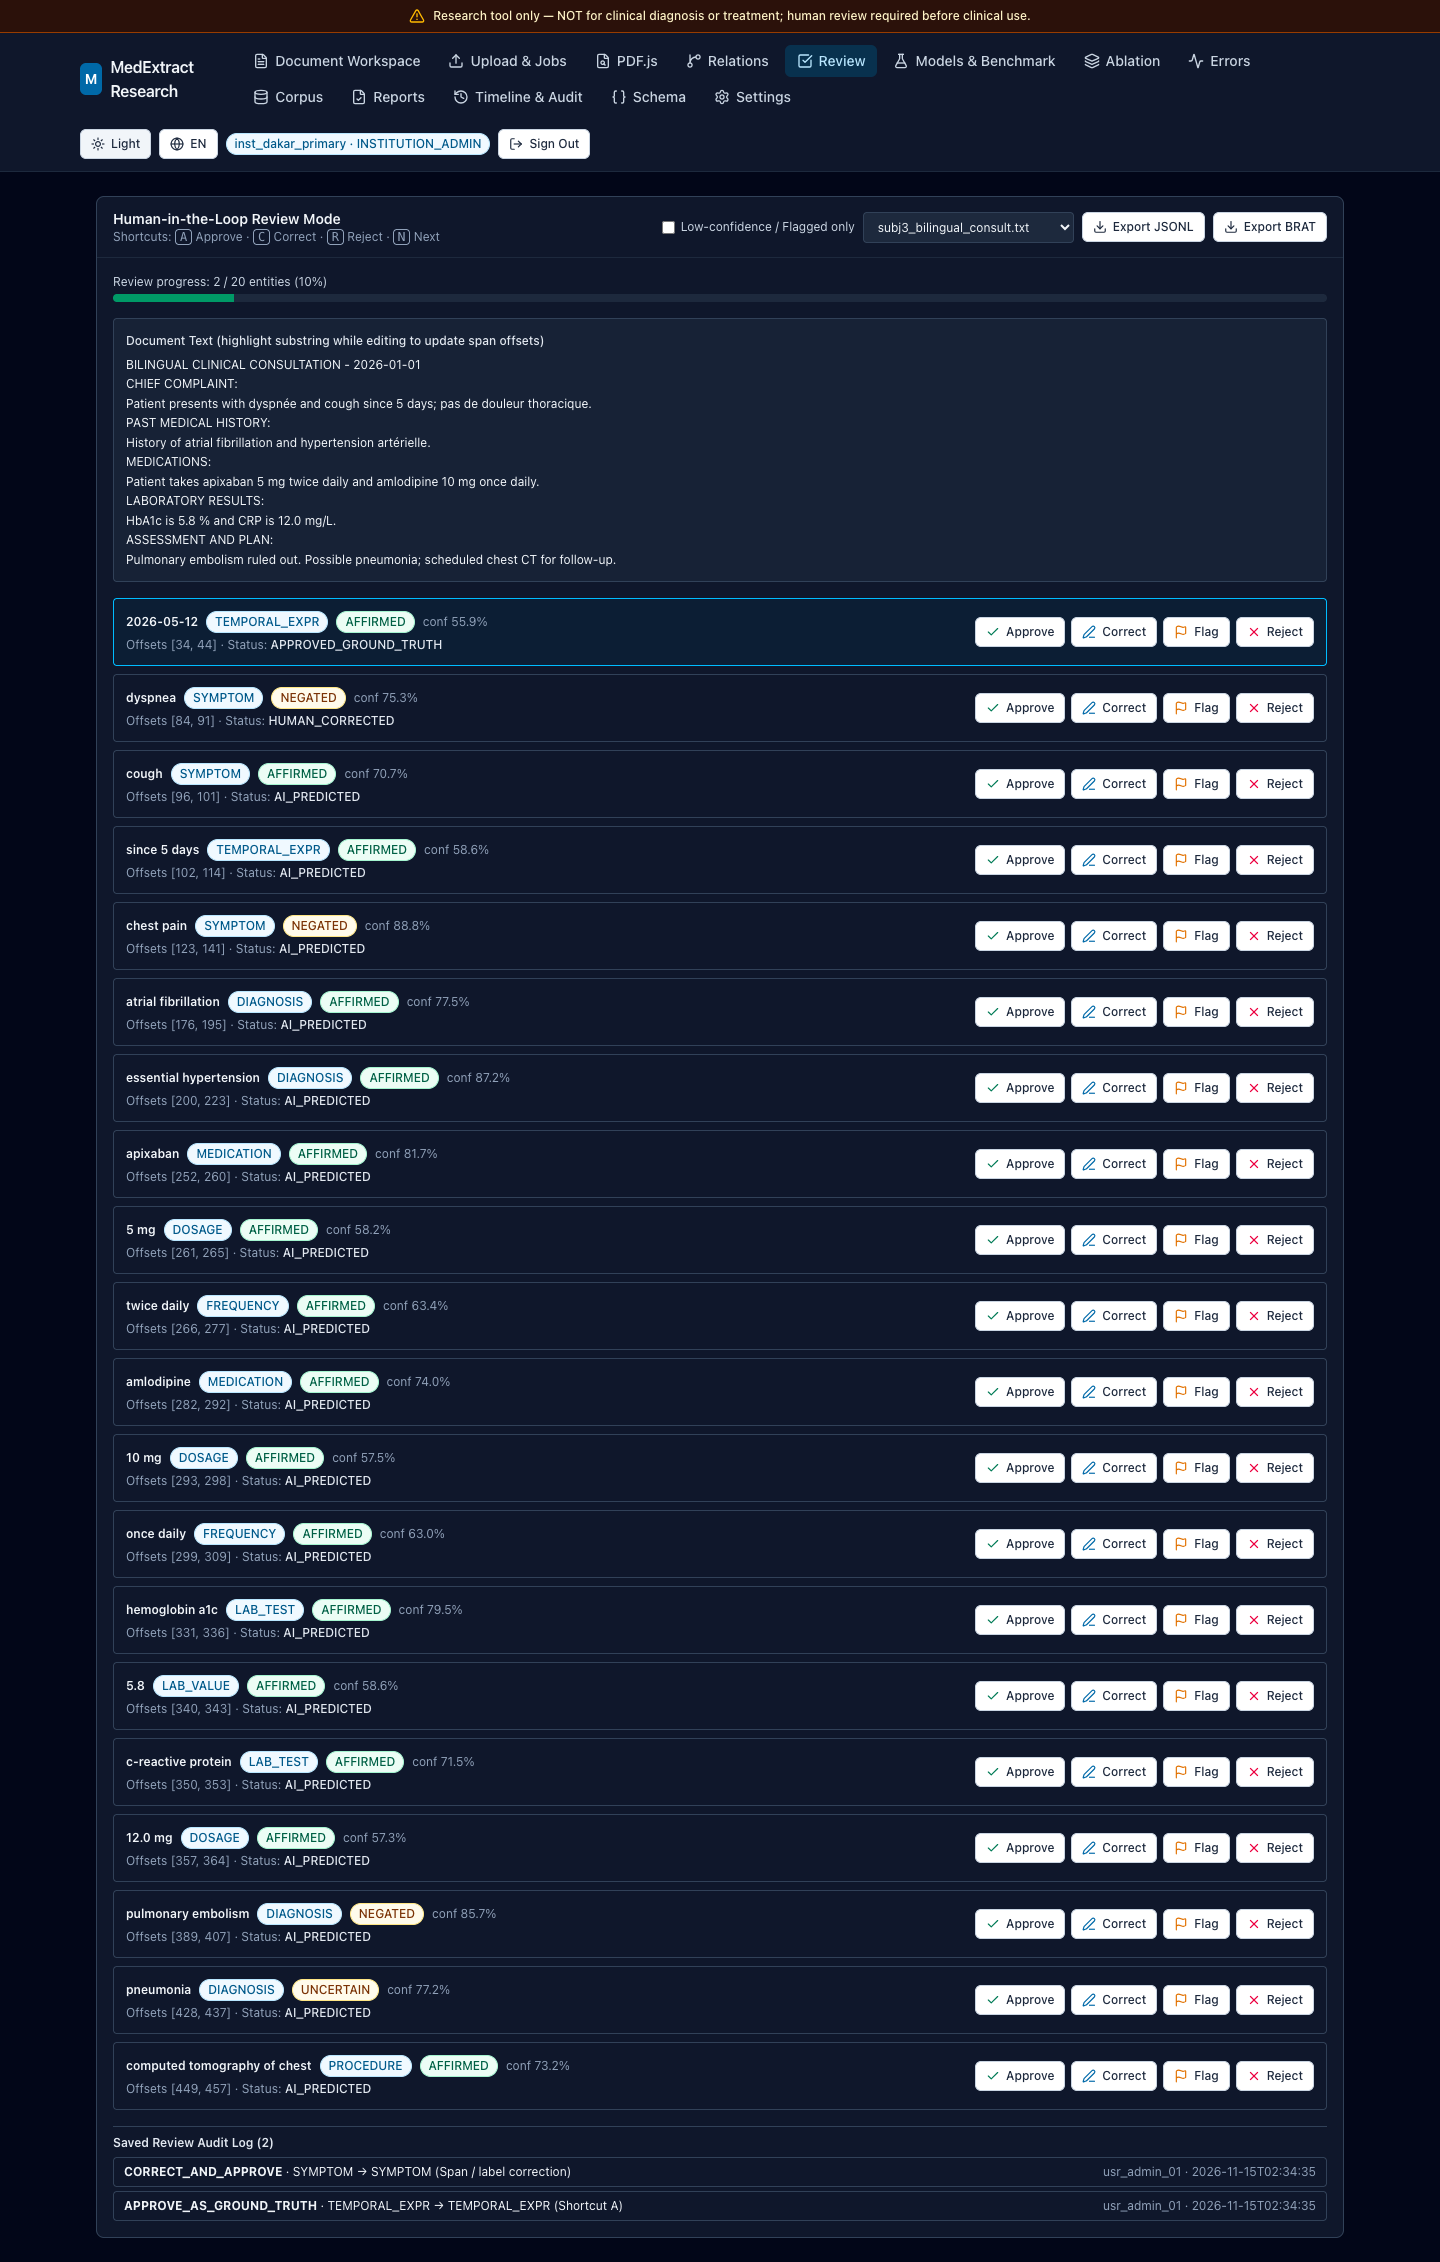 Research tool only — NOT for clinical diagnosis or treatment; human review required before clinical use.
M
MedExtract Research
Document Workspace
Upload & Jobs
PDF.js
Relations
Review
Models & Benchmark
Ablation
Errors
Corpus
Reports
Timeline & Audit
Schema
Settings
Light
EN
inst_dakar_primary · INSTITUTION_ADMIN
Sign Out
Human-in-the-Loop Review Mode
Shortcuts: A Approve · C Correct · R Reject · N Next
Low-confidence / Flagged only
subj3_bilingual_consult.txt
Export JSONL
Export BRAT
Review progress: 2 / 20 entities (10%)
Document Text (highlight substring while editing to update span offsets)
BILINGUAL CLINICAL CONSULTATION - 2026-01-01
CHIEF COMPLAINT:
Patient presents with dyspnée and cough since 5 days; pas de douleur thoracique.
PAST MEDICAL HISTORY:
History of atrial fibrillation and hypertension artérielle.
MEDICATIONS:
Patient takes apixaban 5 mg twice daily and amlodipine 10 mg once daily.
LABORATORY RESULTS:
HbA1c is 5.8 % and CRP is 12.0 mg/L.
ASSESSMENT AND PLAN:
Pulmonary embolism ruled out. Possible pneumonia; scheduled chest CT for follow-up.
2026-05-12 TEMPORAL_EXPR AFFIRMED conf 55.9%
Offsets [34, 44] · Status: APPROVED_GROUND_TRUTH
Approve Correct Flag Reject
dyspnea SYMPTOM NEGATED conf 75.3%
Offsets [84, 91] · Status: HUMAN_CORRECTED
Approve Correct Flag Reject
cough SYMPTOM AFFIRMED conf 70.7%
Offsets [96, 101] · Status: AI_PREDICTED
Approve Correct Flag Reject
since 5 days TEMPORAL_EXPR AFFIRMED conf 58.6%
Offsets [102, 114] · Status: AI_PREDICTED
Approve Correct Flag Reject
chest pain SYMPTOM NEGATED conf 88.8%
Offsets [123, 141] · Status: AI_PREDICTED
Approve Correct Flag Reject
atrial fibrillation DIAGNOSIS AFFIRMED conf 77.5%
Offsets [176, 195] · Status: AI_PREDICTED
Approve Correct Flag Reject
essential hypertension DIAGNOSIS AFFIRMED conf 87.2%
Offsets [200, 223] · Status: AI_PREDICTED
Approve Correct Flag Reject
apixaban MEDICATION AFFIRMED conf 81.7%
Offsets [252, 260] · Status: AI_PREDICTED
Approve Correct Flag Reject
5 mg DOSAGE AFFIRMED conf 58.2%
Offsets [261, 265] · Status: AI_PREDICTED
Approve Correct Flag Reject
twice daily FREQUENCY AFFIRMED conf 63.4%
Offsets [266, 277] · Status: AI_PREDICTED
Approve Correct Flag Reject
amlodipine MEDICATION AFFIRMED conf 74.0%
Offsets [282, 292] · Status: AI_PREDICTED
Approve Correct Flag Reject
10 mg DOSAGE AFFIRMED conf 57.5%
Offsets [293, 298] · Status: AI_PREDICTED
Approve Correct Flag Reject
once daily FREQUENCY AFFIRMED conf 63.0%
Offsets [299, 309] · Status: AI_PREDICTED
Approve Correct Flag Reject
hemoglobin a1c LAB_TEST AFFIRMED conf 79.5%
Offsets [331, 336] · Status: AI_PREDICTED
Approve Correct Flag Reject
5.8 LAB_VALUE AFFIRMED conf 58.6%
Offsets [340, 343] · Status: AI_PREDICTED
Approve Correct Flag Reject
c-reactive protein LAB_TEST AFFIRMED conf 71.5%
Offsets [350, 353] · Status: AI_PREDICTED
Approve Correct Flag Reject
12.0 mg DOSAGE AFFIRMED conf 57.3%
Offsets [357, 364] · Status: AI_PREDICTED
Approve Correct Flag Reject
pulmonary embolism DIAGNOSIS NEGATED conf 85.7%
Offsets [389, 407] · Status: AI_PREDICTED
Approve Correct Flag Reject
pneumonia DIAGNOSIS UNCERTAIN conf 77.2%
Offsets [428, 437] · Status: AI_PREDICTED
Approve Correct Flag Reject
computed tomography of chest PROCEDURE AFFIRMED conf 73.2%
Offsets [449, 457] · Status: AI_PREDICTED
Approve Correct Flag Reject
Saved Review Audit Log (2)
CORRECT_AND_APPROVE · SYMPTOM → SYMPTOM (Span / label correction) usr_admin_01 · 2026-11-15T02:34:35
APPROVE_AS_GROUND_TRUTH · TEMPORAL_EXPR → TEMPORAL_EXPR (Shortcut A) usr_admin_01 · 2026-11-15T02:34:35